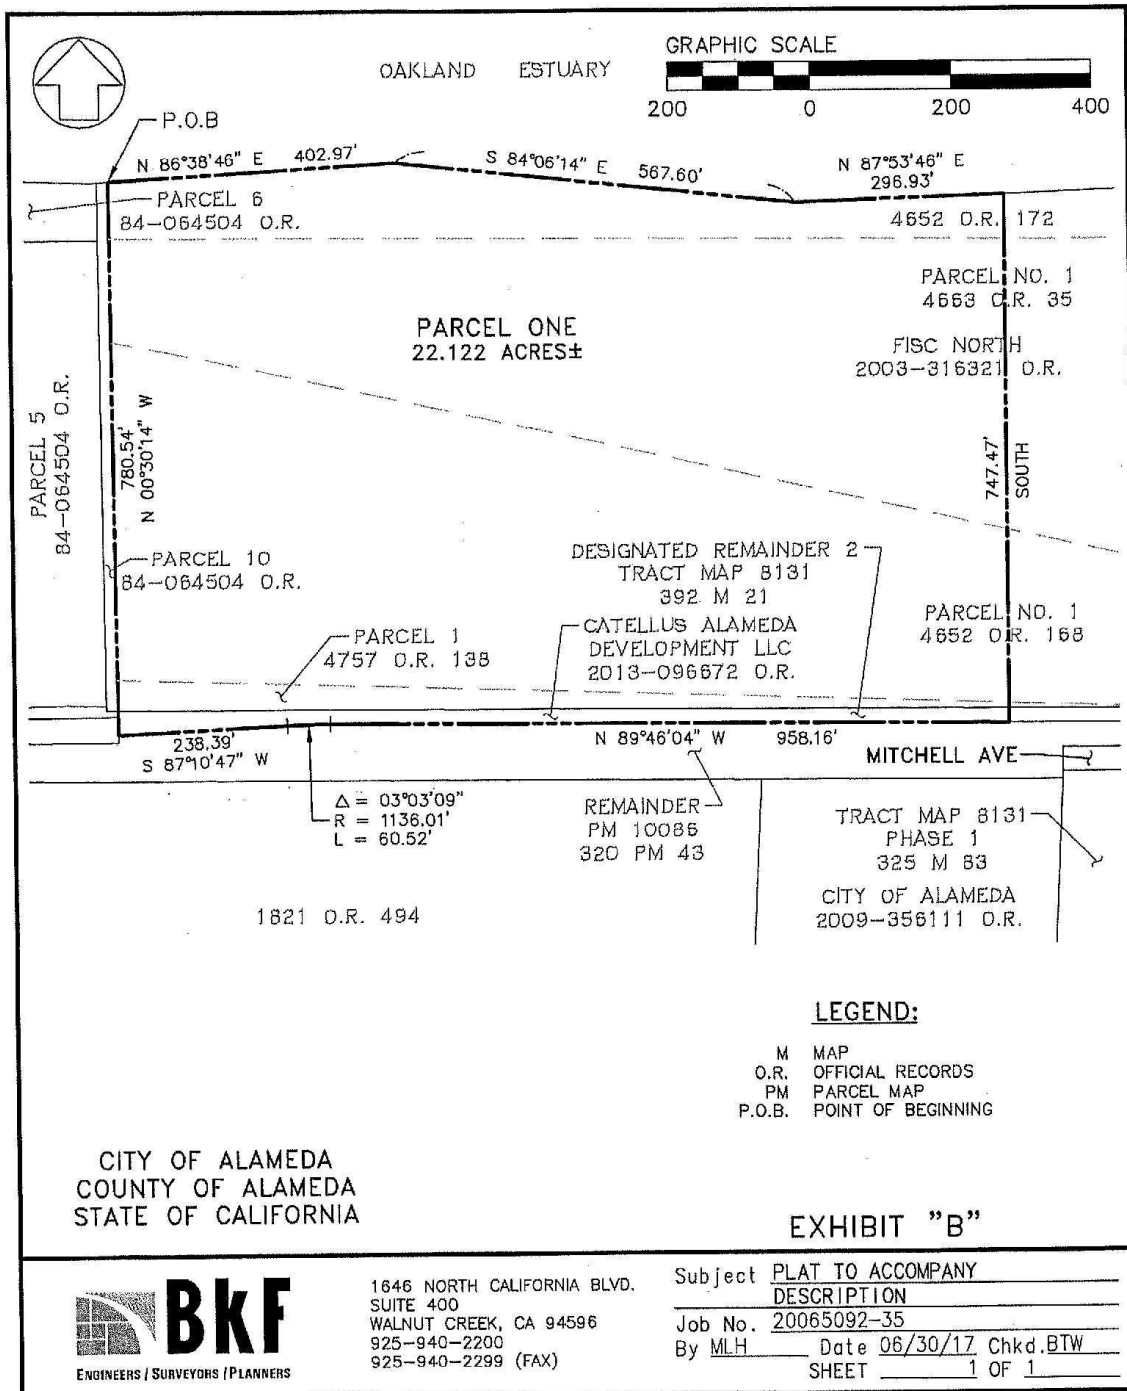 GRAPHIC SCALE
OAKLAND ESTUARY
200 0 200 400
P.O.B
N 86°38'46" E 402.97'
S 84°06'14" E 567.60'
N 87°53'46" E
296.93'
PARCEL 6
84-064504 O.R.
4652 O.R. 172
PARCEL NO. 1
4663 O.R. 35
PARCEL ONE
22.122 ACRES±
FISC NORTH
2003-316321 O.R.
PARCEL 5
84-064504 O.R.
780.54'
N 00°30'14" W
747.47'
SOUTH
PARCEL 10
84-064504 O.R.
DESIGNATED REMAINDER 2
TRACT MAP 8131
392 M 21
PARCEL 1
4757 O.R. 138
CATELLUS ALAMEDA
DEVELOPMENT LLC
2013-096672 O.R.
PARCEL NO. 1
4652 O.R. 168
238.39'
S 87°10'47" W
N 89°46'04" W 958.16'
MITCHELL AVE
Δ = 03°03'09"
R = 1136.01'
L = 60.52'
REMAINDER
PM 10086
320 PM 43
TRACT MAP 8131
PHASE 1
325 M 83
CITY OF ALAMEDA
2009-356111 O.R.
1821 O.R. 494
LEGEND:
M MAP
O.R. OFFICIAL RECORDS
PM PARCEL MAP
P.O.B. POINT OF BEGINNING
CITY OF ALAMEDA
COUNTY OF ALAMEDA
STATE OF CALIFORNIA
EXHIBIT "B"
BKF
ENGINEERS / SURVEYORS / PLANNERS
1646 NORTH CALIFORNIA BLVD.
SUITE 400
WALNUT CREEK, CA 94596
925-940-2200
925-940-2299 (FAX)
Subject PLAT TO ACCOMPANY
DESCRIPTION
Job No. 20065092-35
By MLH Date 06/30/17 Chkd.BTW
SHEET 1 OF 1